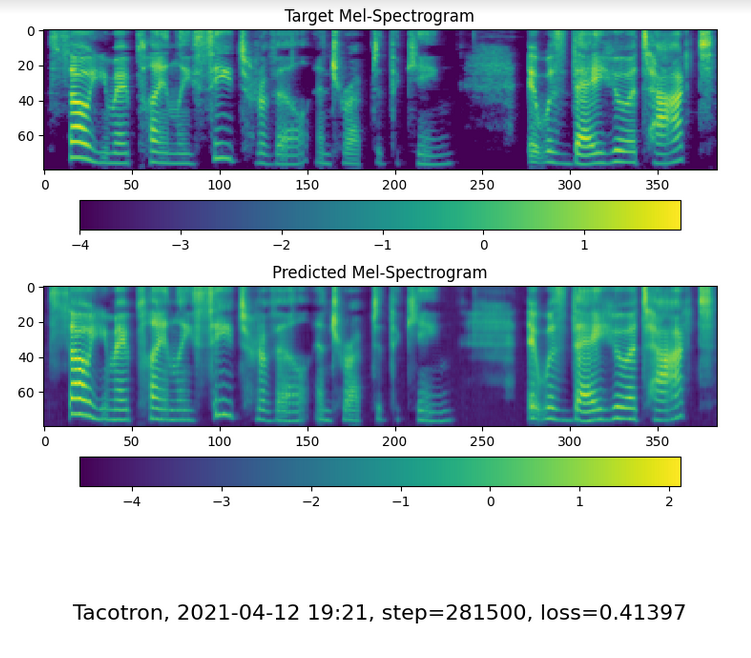 Target Mel-Spectrogram
0
20
40
60
0 50 100 150 200 250 300 350
−4 −3 −2 −1 0 1
Predicted Mel-Spectrogram
0
20
40
60
0 50 100 150 200 250 300 350
−4 −3 −2 −1 0 1 2
Tacotron, 2021-04-12 19:21, step=281500, loss=0.41397